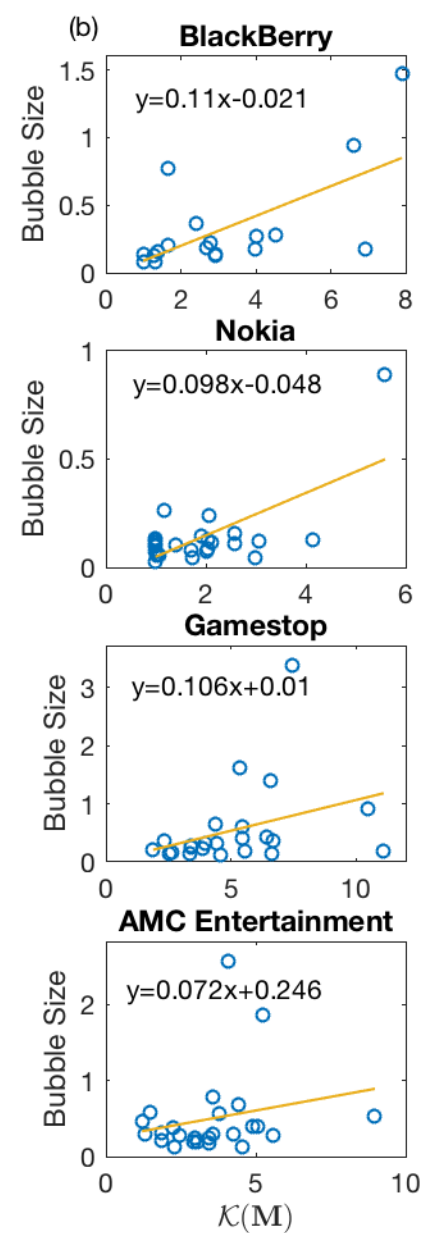 (b)
BlackBerry
y=0.11x-0.021
Bubble Size
1.5
1
0.5
0
0 2 4 6 8
Nokia
y=0.098x-0.048
Bubble Size
1
0.5
0
0 2 4 6
Gamestop
y=0.106x+0.01
Bubble Size
3
2
1
0
0 5 10
AMC Entertainment
y=0.072x+0.246
Bubble Size
2
1
0
0 5 10
𝒦(𝐌)